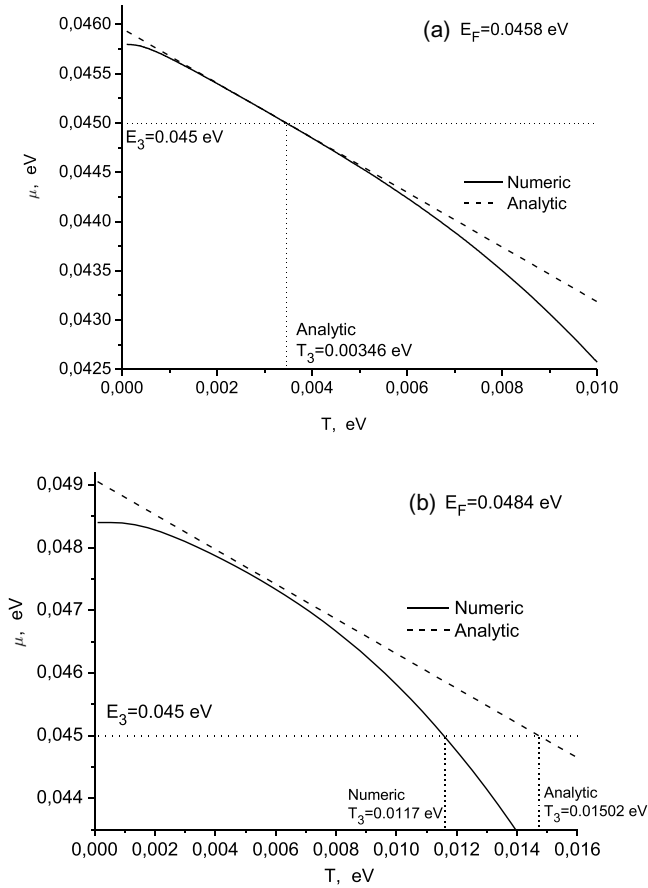 0,0460
(a) E_F=0.0458 eV
0,0455
0,0450
E_3=0.045 eV
0,0445
Numeric
Analytic
0,0440
μ, eV
0,0435
0,0430
Analytic
T_3=0.00346 eV
0,0425
0,000 0,002 0,004 0,006 0,008 0,010
T, eV
0,049
(b) E_F=0.0484 eV
0,048
0,047
Numeric
Analytic
μ, eV
0,046
E_3=0.045 eV
0,045
Numeric
T_3=0.0117 eV
Analytic
T_3=0.01502 eV
0,044
0,000 0,002 0,004 0,006 0,008 0,010 0,012 0,014 0,016
T, eV